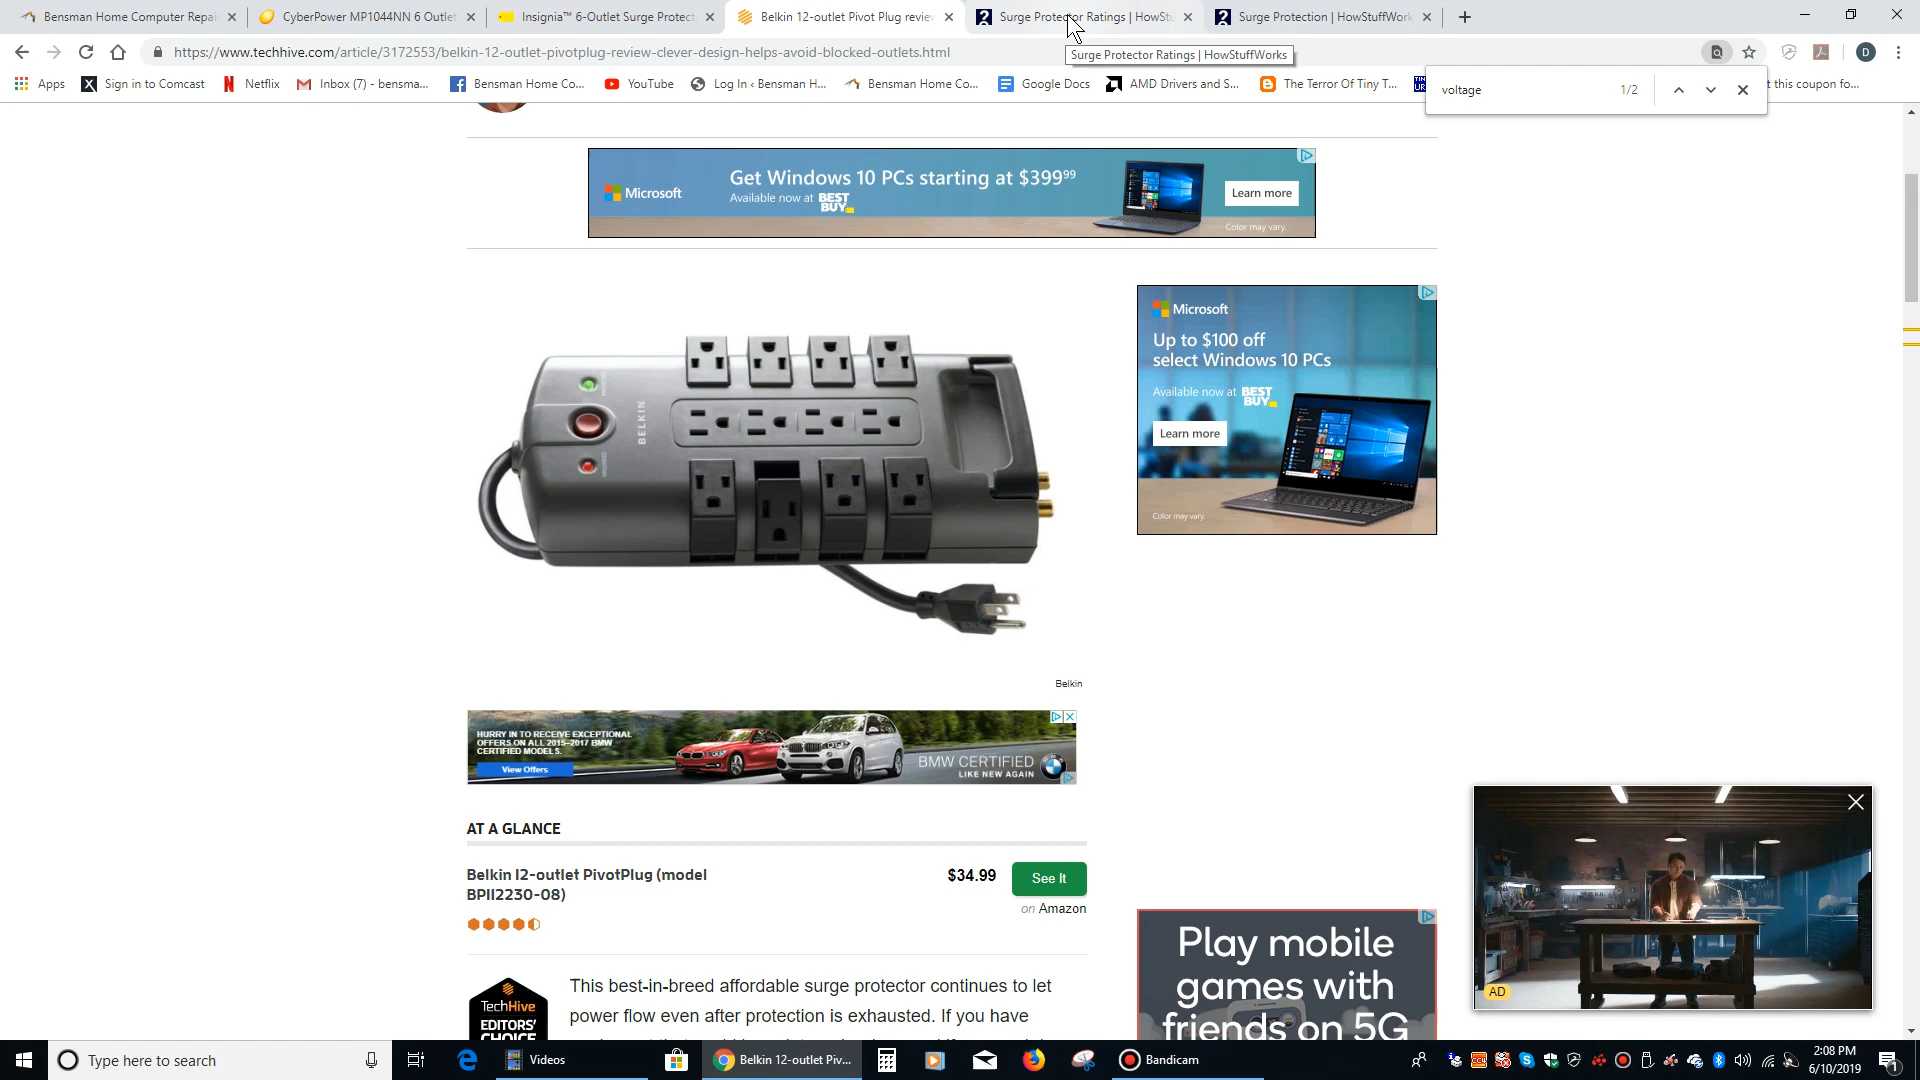 Bensman Home Computer Repai
CyberPower MP1044NN 6 Outlet
Insignia™ 6-Outlet Surge Protect
Belkin 12-outlet Pivot Plug review
Surge Protector Ratings | HowStu
Surge Protection | HowStuffWork
https://www.techhive.com/article/3172553/belkin-12-outlet-pivotplug-review-clever-design-helps-avoid-blocked-outlets.html
Surge Protector Ratings | HowStuffWorks
D
Apps
Sign in to Comcast
Netflix
Inbox (7) - bensma...
Bensman Home Co...
YouTube
Log In ‹ Bensman H...
Bensman Home Co...
Google Docs
AMD Drivers and S...
The Terror Of Tiny T...
t this coupon fo...
voltage
1/2
Microsoft
Get Windows 10 PCs starting at $399⁹⁹
Available now at BEST BUY
Learn more
Color may vary.
Microsoft
Up to $100 off
select Windows 10 PCs
Available now at BEST BUY
Learn more
Color may vary.
BELKIN
Belkin
HURRY IN TO RECEIVE EXCEPTIONAL
OFFERS ON ALL 2015-2017 BMW
CERTIFIED MODELS.
View Offers
BMW CERTIFIED
LIKE NEW AGAIN
AT A GLANCE
Belkin 12-outlet PivotPlug (model
BP112230-08)
$34.99
See It
on Amazon
TechHive
EDITORS'
CHOICE
This best-in-breed affordable surge protector continues to let
power flow even after protection is exhausted. If you have
Play mobile
games with
friends on 5G
AD
Type here to search
Videos
Belkin 12-outlet Piv...
Bandicam
2:08 PM
6/10/2019
1